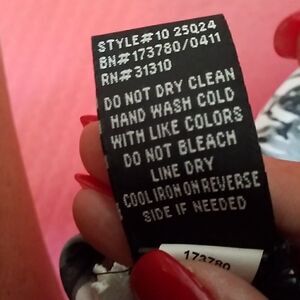 STYLE#10 25Q24
BN#173780/0411
RN#31310
DO NOT DRY CLEAN
HAND WASH COLD
WITH LIKE COLORS
DO NOT BLEACH
LINE DRY
COOL IRON ON REVERSE
SIDE IF NEEDED
173780